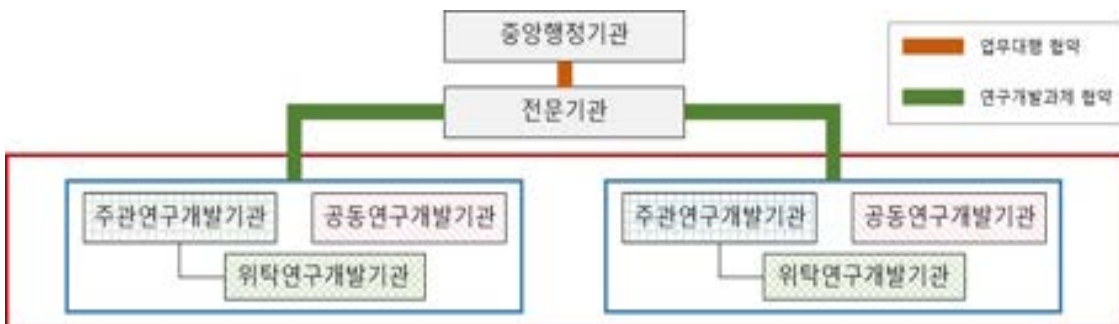 중앙행정기관
전문기관
업무대행 협약
연구개발과제 협약
주관연구개발기관
공동연구개발기관
위탁연구개발기관
주관연구개발기관
공동연구개발기관
위탁연구개발기관